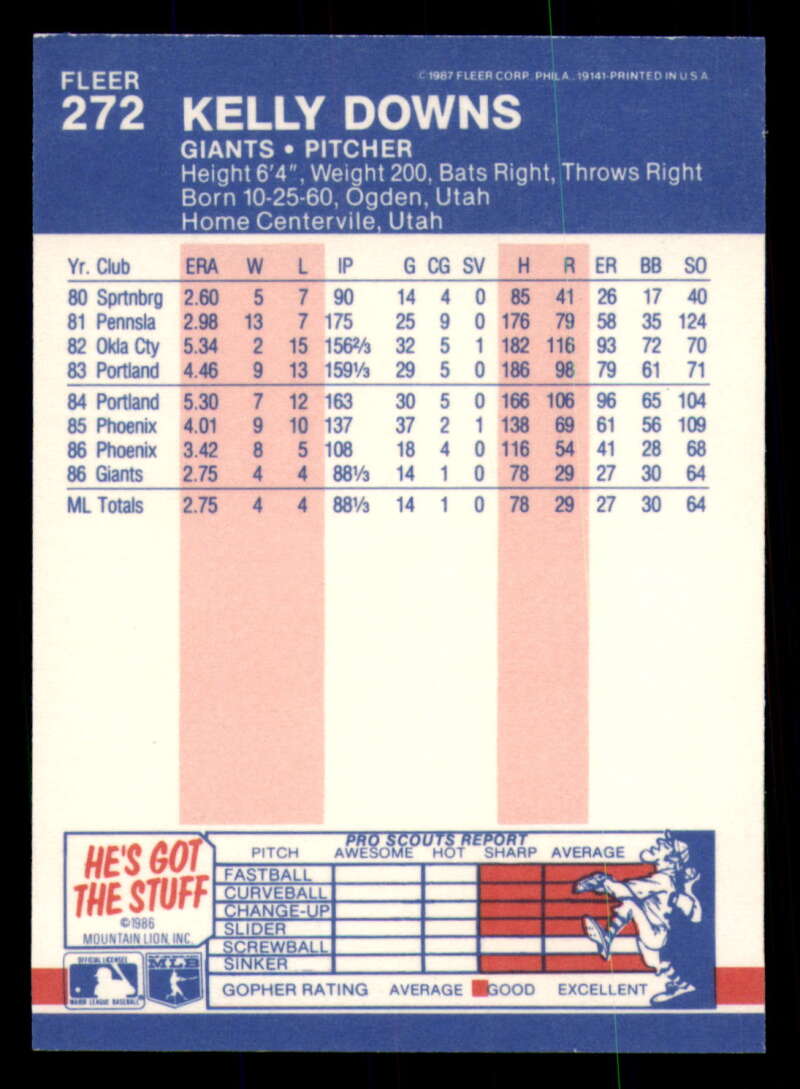 FLEER
272
©1987 FLEER CORP. PHILA., 19141-PRINTED IN U S A
KELLY DOWNS
GIANTS • PITCHER
Height 6'4", Weight 200, Bats Right, Throws Right
Born 10-25-60, Ogden, Utah
Home Centervile, Utah
Yr. Club ERA W L IP G CG SV H R ER BB SO
80 Sprtnbrg 2.60 5 7 90 14 4 0 85 41 26 17 40
81 Pennsla 2.98 13 7 175 25 9 0 176 79 58 35 124
82 Okla Cty 5.34 2 15 156⅔ 32 5 1 182 116 93 72 70
83 Portland 4.46 9 13 159⅓ 29 5 0 186 98 79 61 71
84 Portland 5.30 7 12 163 30 5 0 166 106 96 65 104
85 Phoenix 4.01 9 10 137 37 2 1 138 69 61 56 109
86 Phoenix 3.42 8 5 108 18 4 0 116 54 41 28 68
86 Giants 2.75 4 4 88⅓ 14 1 0 78 29 27 30 64
ML Totals 2.75 4 4 88⅓ 14 1 0 78 29 27 30 64
HE'S GOT
THE STUFF
©1986
MOUNTAIN LION, INC.
PRO SCOUTS REPORT
PITCH AWESOME HOT SHARP AVERAGE
FASTBALL
CURVEBALL
CHANGE-UP
SLIDER
SCREWBALL
SINKER
GOPHER RATING AVERAGE GOOD EXCELLENT
OFFICIAL LICENSEE
MAJOR LEAGUE BASEBALL
MLB